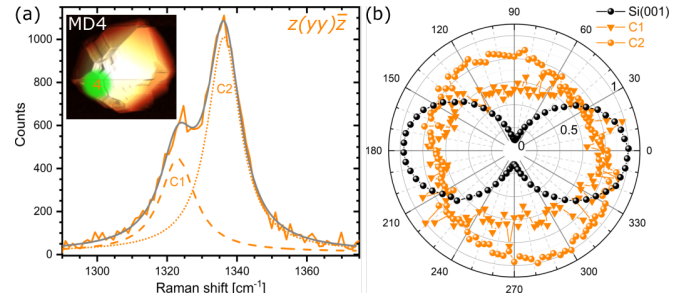 (a)
MD4
z(yy)z̄
C2
C1
Counts
1100
1000
800
600
400
200
0
1300
1320
1340
1360
Raman shift [cm⁻¹]
(b)
Si(001)
C1
C2
90
60
30
0
330
300
270
240
210
180
150
120
0
0.5
1